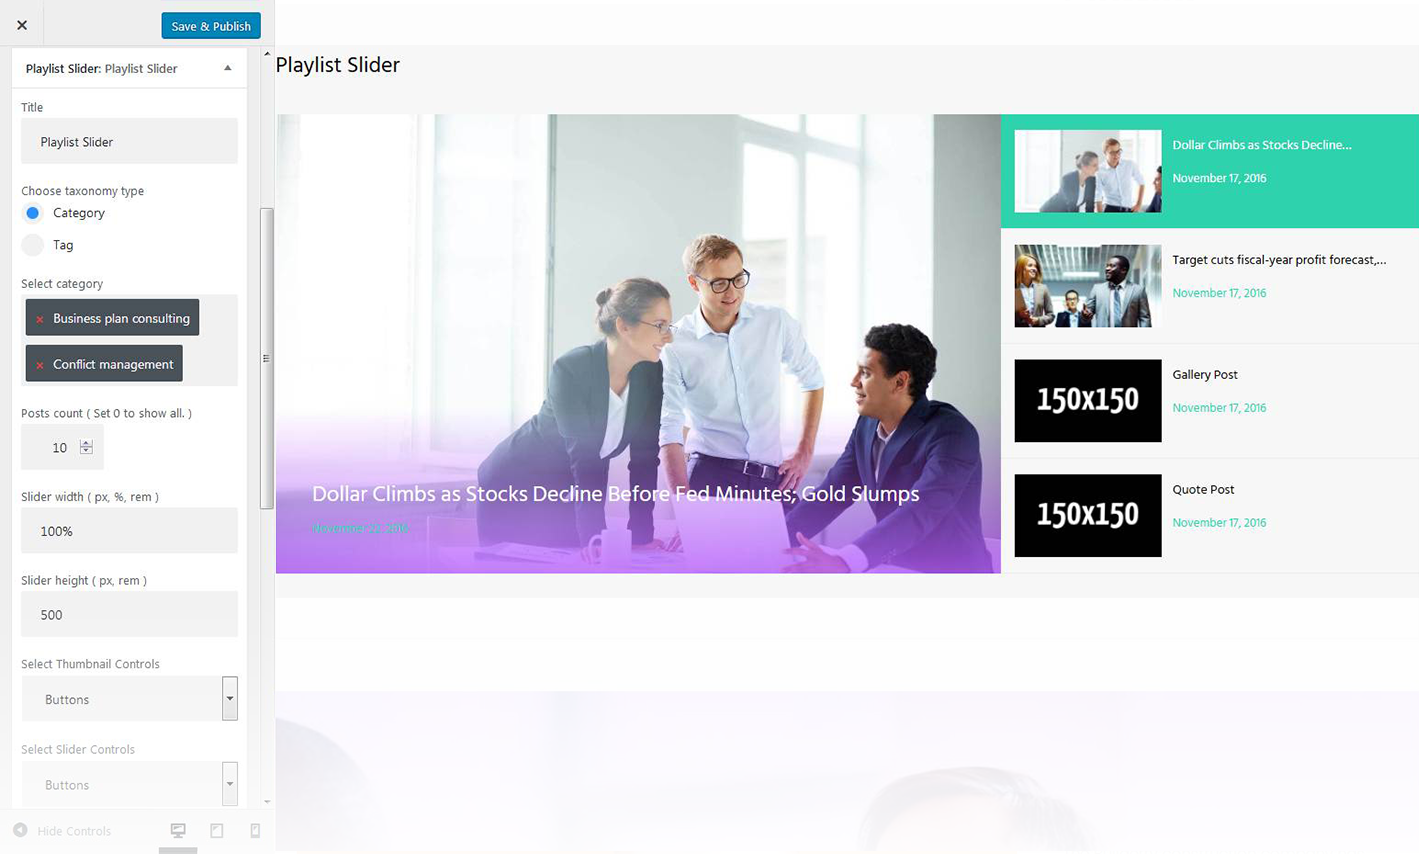 Save & Publish
Playlist Slider: Playlist Slider
Title
Playlist Slider
Choose taxonomy type
Category
Tag
Select category
× Business plan consulting
× Conflict management
Posts count ( Set 0 to show all. )
10
Slider width ( px, %, rem )
100%
Slider height ( px, rem )
500
Select Thumbnail Controls
Buttons
Select Slider Controls
Buttons
Hide Controls
Playlist Slider
Dollar Climbs as Stocks Decline Before Fed Minutes; Gold Slumps
November 22, 2016
Dollar Climbs as Stocks Decline...
November 17, 2016
Target cuts fiscal-year profit forecast,...
November 17, 2016
150x150
Gallery Post
November 17, 2016
150x150
Quote Post
November 17, 2016